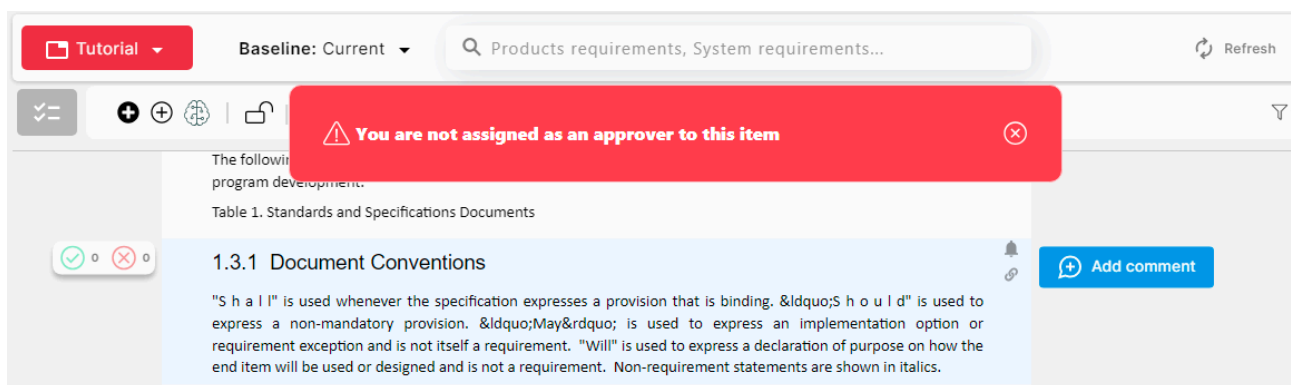 Tutorial
Baseline: Current
Products requirements, System requirements...
Refresh
You are not assigned as an approver to this item
The following
program development.
Table 1. Standards and Specifications Documents
0 0
1.3.1 Document Conventions
Add comment
"S h a l l" is used whenever the specification expresses a provision that is binding. &ldquo;S h o u l d" is used to
express a non-mandatory provision. &ldquo;May&rdquo; is used to express an implementation option or
requirement exception and is not itself a requirement. "Will" is used to express a declaration of purpose on how the
end item will be used or designed and is not a requirement. Non-requirement statements are shown in italics.